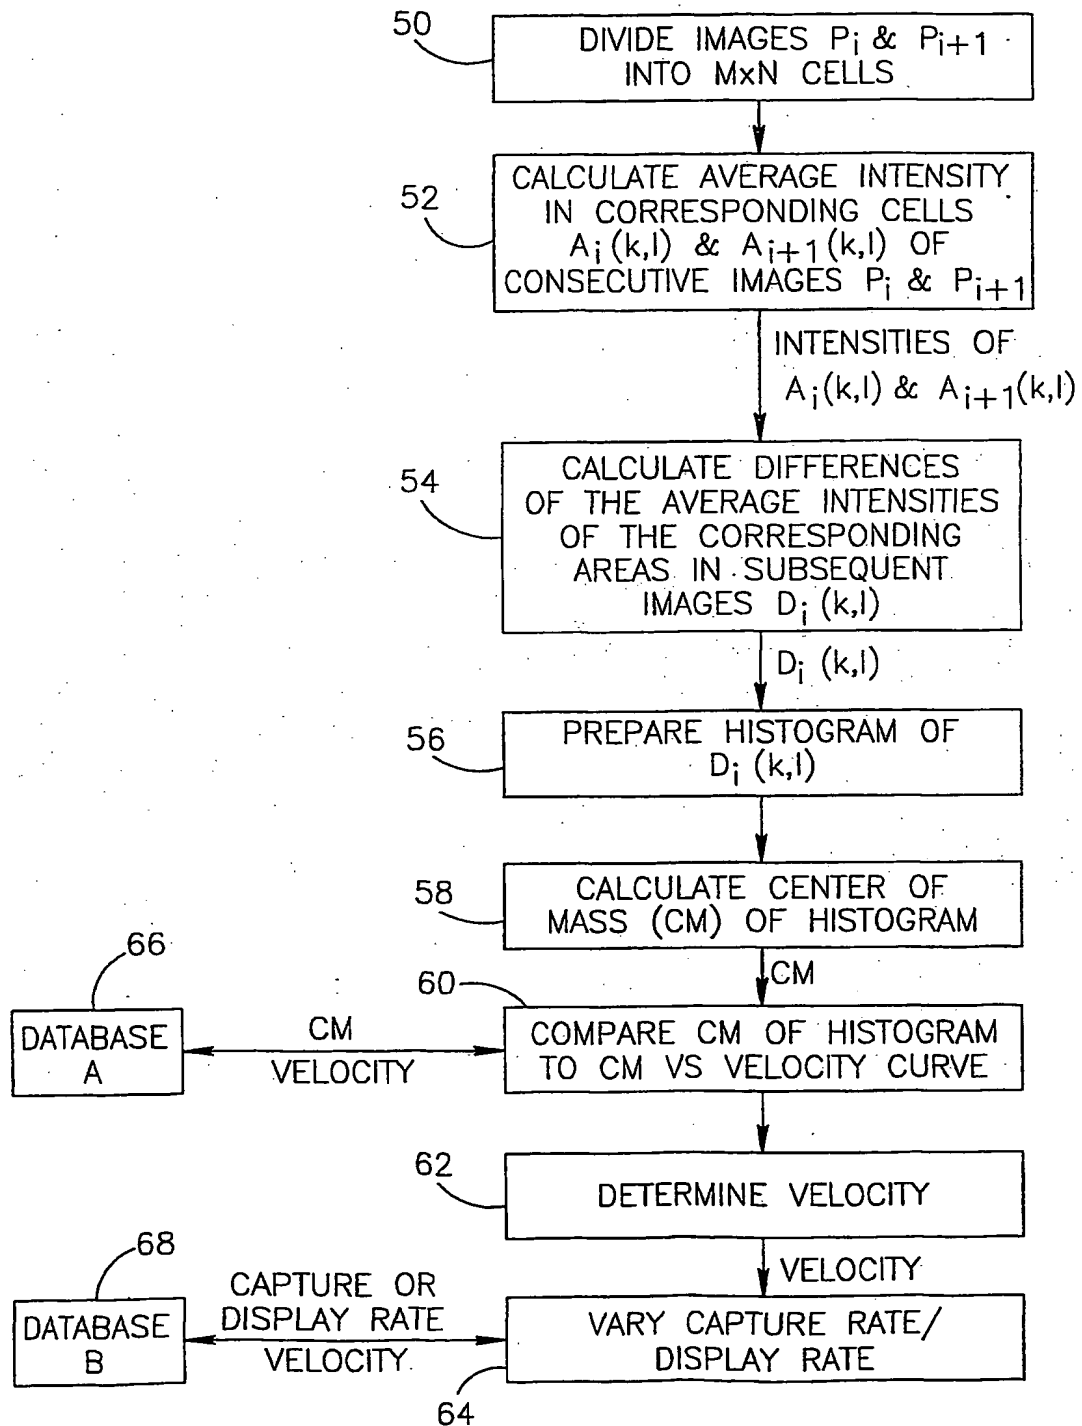 50
DIVIDE IMAGES Pi & Pi+1
INTO MxN CELLS
52
CALCULATE AVERAGE INTENSITY
IN CORRESPONDING CELLS
Ai(k,l) & Ai+1(k,l) OF
CONSECUTIVE IMAGES Pi & Pi+1
INTENSITIES OF
Ai(k,l) & Ai+1(k,l)
54
CALCULATE DIFFERENCES
OF THE AVERAGE INTENSITIES
OF THE CORRESPONDING
AREAS IN SUBSEQUENT
IMAGES Di (k,l)
Di (k,l)
56
PREPARE HISTOGRAM OF
Di (k,l)
58
CALCULATE CENTER OF
MASS (CM) OF HISTOGRAM
CM
66
DATABASE
A
CM
VELOCITY
60
COMPARE CM OF HISTOGRAM
TO CM VS VELOCITY CURVE
62
DETERMINE VELOCITY
VELOCITY
68
DATABASE
B
CAPTURE OR
DISPLAY RATE
VELOCITY
VARY CAPTURE RATE/
DISPLAY RATE
64